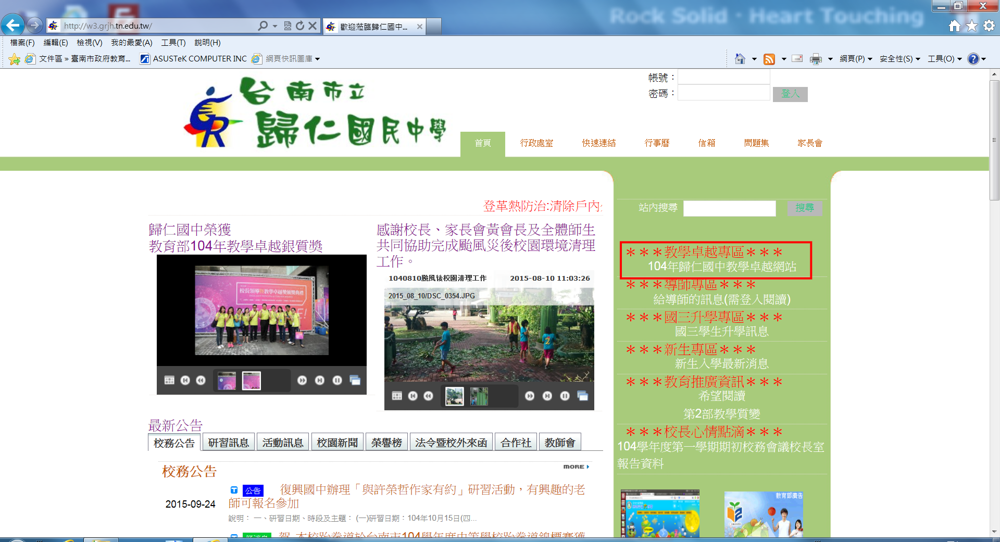 Rock Solid - Heart Touching
http://w3.grjh.tn.edu.tw/
歡迎蒞臨歸仁國中...
檔案(F) 編輯(E) 檢視(V) 我的最愛(A) 工具(T) 說明(H)
文件區 » 臺南市政府教育... ASUSTeK COMPUTER INC 網頁快訊圖庫
網頁(P) 安全性(S) 工具(O)
台南市立
歸仁國民中學
帳號：
密碼：
登入
首頁 行政處室 快速連結 行事曆 信箱 問題集 家長會
登革熱防治:清除戶內
站內搜尋 搜尋
歸仁國中榮獲
教育部104年教學卓越銀質獎
校長領導暨教學卓越獎頒獎典禮
感謝校長、家長會黃會長及全體師生
共同協助完成颱風災後校園環境清理
工作。
1040810颱風後校園清理工作 2015-08-10 11:03:26
2015_08_10/DSC_0354.JPG
＊＊＊教學卓越專區＊＊＊
104年歸仁國中教學卓越網站
＊＊＊導師專區＊＊＊
給導師的訊息(需登入閱讀)
＊＊＊國三升學專區＊＊＊
國三學生升學訊息
＊＊＊新生專區＊＊＊
新生入學最新消息
＊＊＊教育推廣資訊＊＊＊
希望閱讀
第2部教學質變
＊＊＊校長心情點滴＊＊＊
104學年度第一學期期初校務會議校長室
報告資料
教育部廣告
最新公告
校務公告 研習訊息 活動訊息 校園新聞 榮譽榜 法令暨校外來函 合作社 教師會
校務公告
MORE
2015-09-24
公告 復興國中辦理「與許榮哲作家有約」研習活動，有興趣的老
師可報名參加
說明： 一、研習日期、時段及主題： (一)研習日期：104年10月15日(四...
賀 本校跆拳道於台南市104學年度中等學校跆拳道錦標賽獲